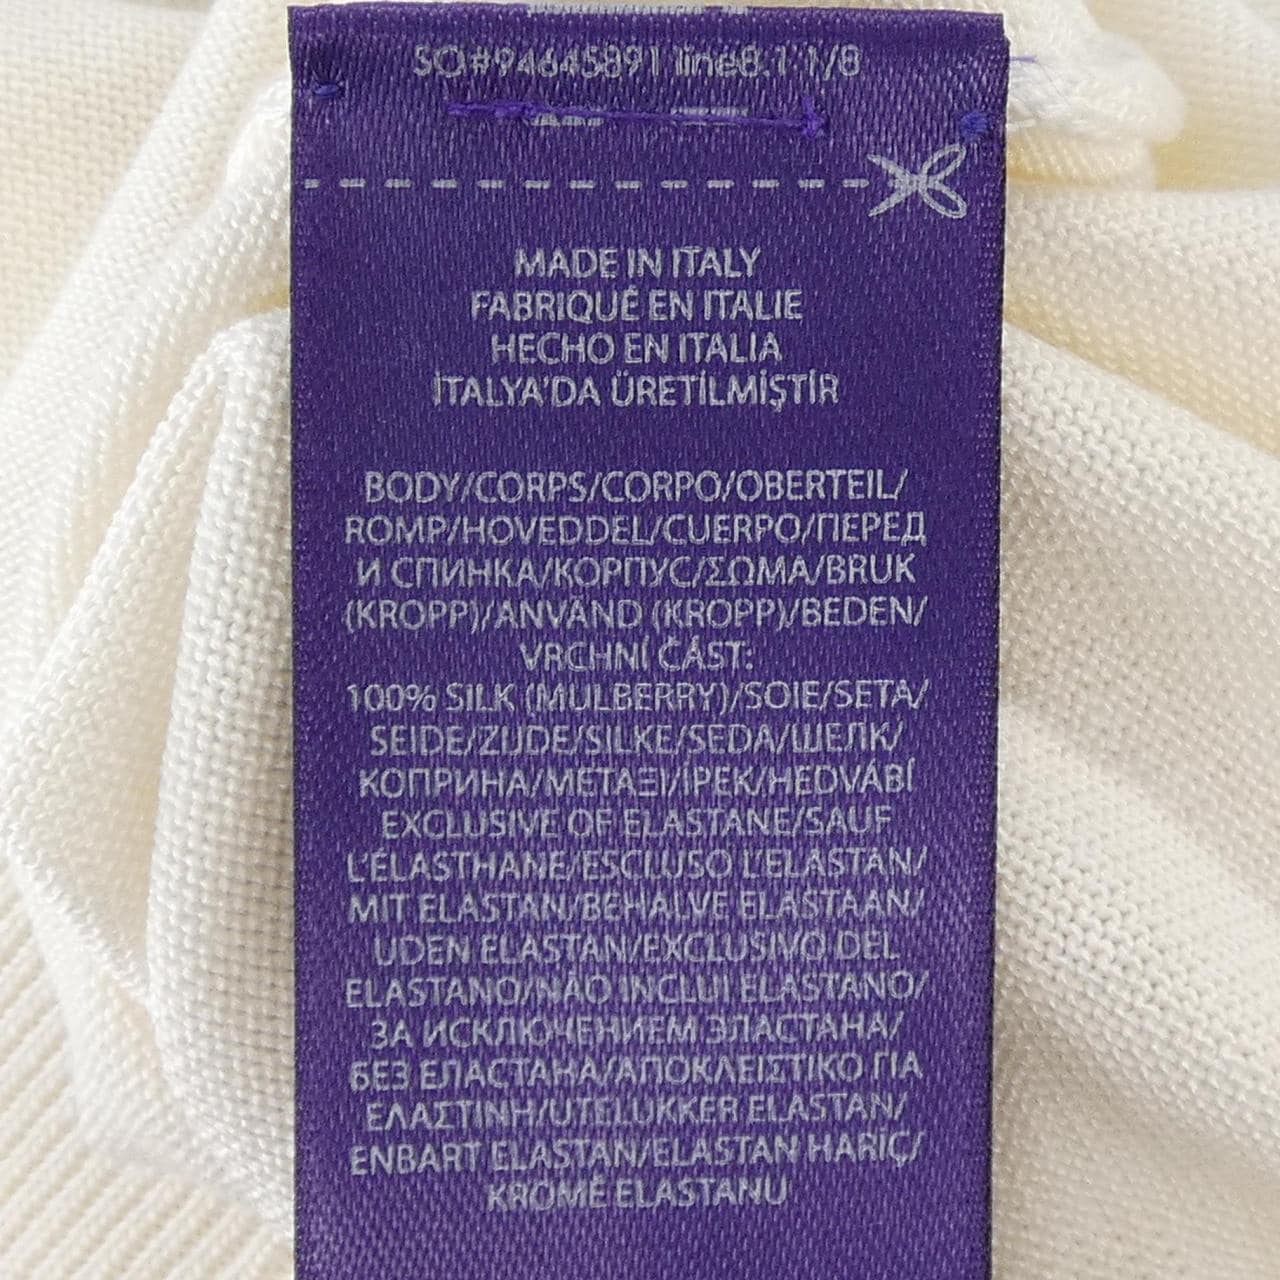 SO#94645891 line8.1 1/8
MADE IN ITALY
FABRIQUÉ EN ITALIE
HECHO EN ITALIA
İTALYA'DA ÜRETİLMİŞTİR
BODY/CORPS/CORPO/OBERTEIL/
ROMP/HOVEDDEL/CUERPO/ПЕРЕД
И СПИНКА/КОРПУС/ΣΩΜΑ/BRUK
(KROPP)/ANVÄND (KROPP)/BEDEN/
VRCHNÍ ČÁST:
100% SILK (MULBERRY)/SOIE/SETA/
SEIDE/ZIJDE/SILKE/SEDA/ШЕЛК/
КОПРИНА/ΜΕΤΑΞΙ/İPEK/HEDVÁBÍ
EXCLUSIVE OF ELASTANE/SAUF
L'ÉLASTHANE/ESCLUSO L'ELASTAN/
MIT ELASTAN/BEHALVE ELASTAAN/
UDEN ELASTAN/EXCLUSIVO DEL
ELASTANO/NÃO INCLUI ELASTANO/
ЗА ИСКЛЮЧЕНИЕМ ЭЛАСТАНА/
БЕЗ ЕЛАСТАНА/ΑΠΟΚΛΕΙΣΤΙΚΟ ΓΙΑ
ΕΛΑΣΤΙΝΗ/UTELUKKER ELASTAN/
ENBART ELASTAN/ELASTAN HARİÇ/
KROMĚ ELASTANU